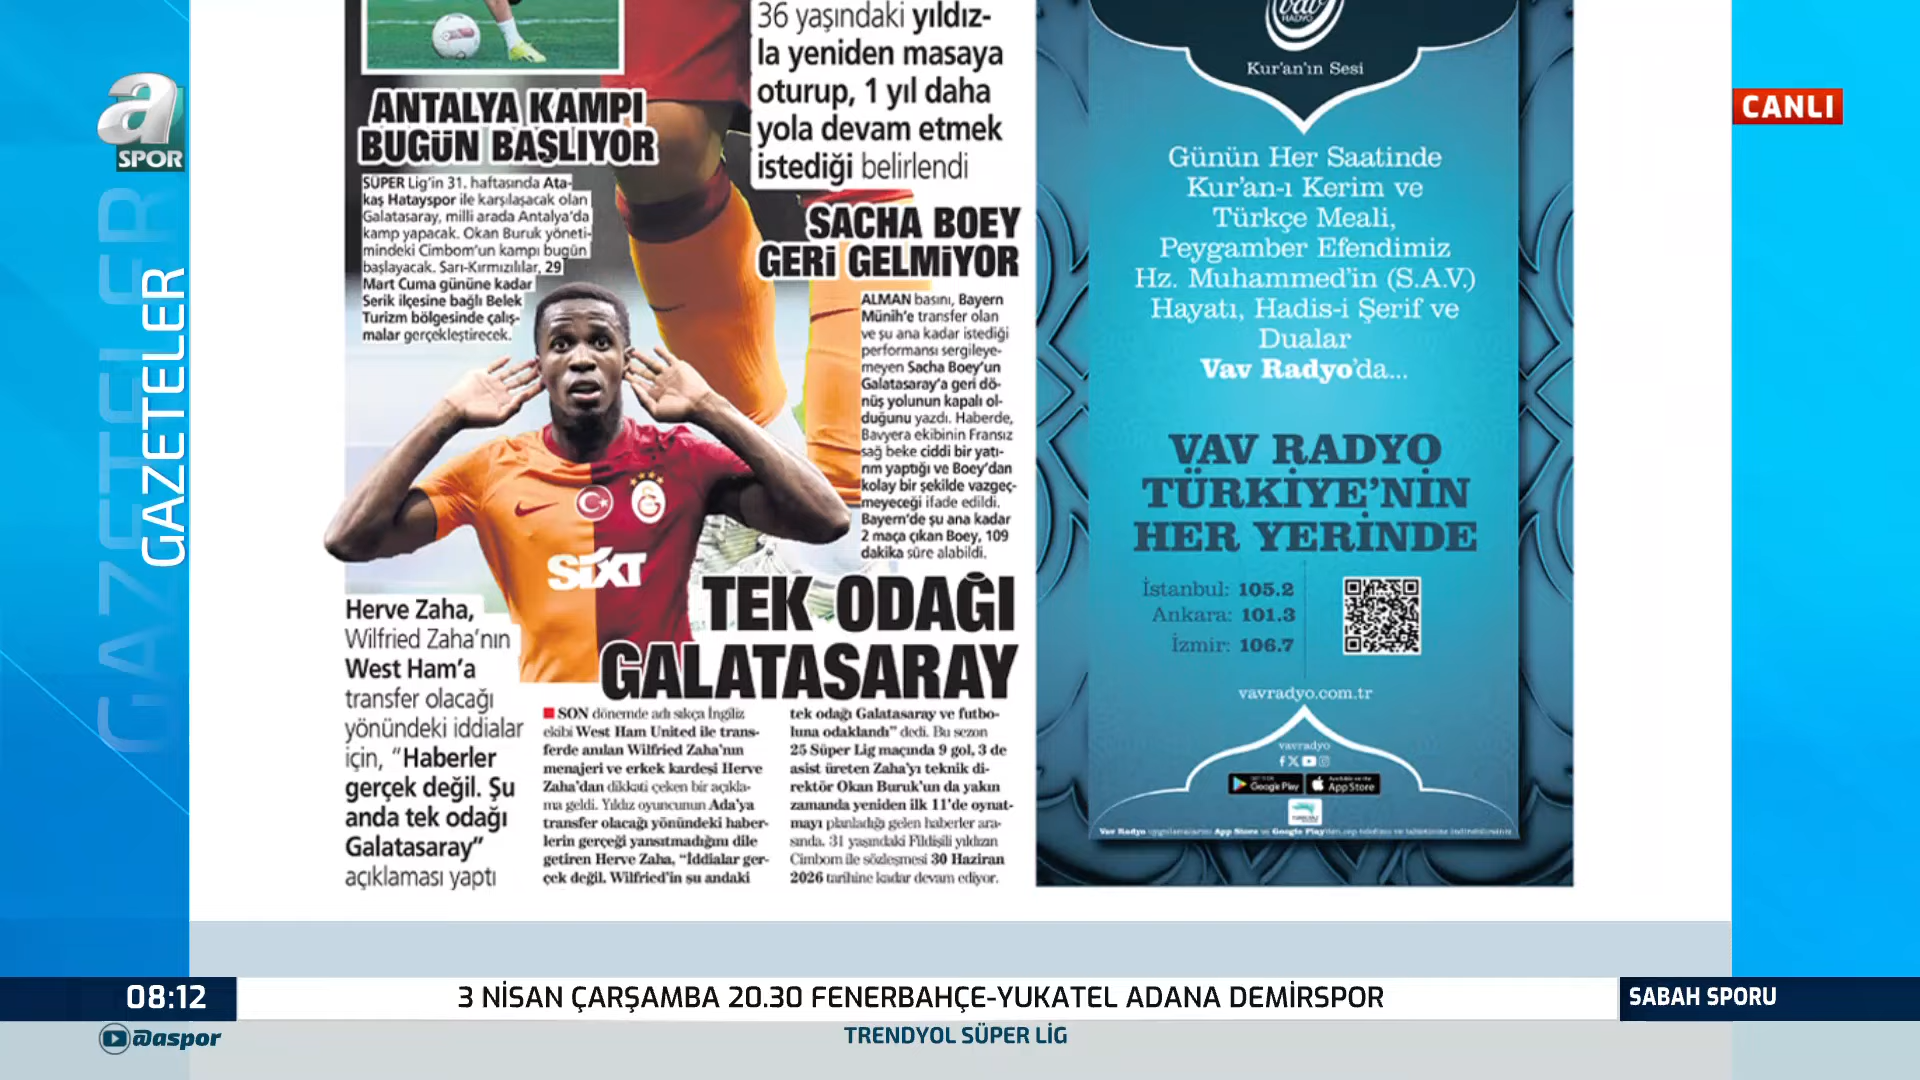 a
SPOR
GAZETELER
GAZETELER
CANLI
ANTALYA KAMPI
BUGÜN BAŞLIYOR
SÜPER Lig'in 31. haftasında Ata-
kaş Hatayspor ile karşılaşacak olan
Galatasaray, milli arada Antalya'da
kamp yapacak. Okan Buruk yöneti-
mindeki Cimbom'un kampı bugün
başlayacak. Sarı-Kırmızılılar, 29
Mart Cuma gününe kadar
Serik ilçesine bağlı Belek
Turizm bölgesinde çalış-
malar gerçekleştirecek.
36 yaşındaki yıldız-
la yeniden masaya
oturup, 1 yıl daha
yola devam etmek
istediği belirlendi
SACHA BOEY
GERİ GELMİYOR
ALMAN basını, Bayern
Münih'e transfer olan
ve şu ana kadar istediği
performansı sergileye-
meyen Sacha Boey'un
Galatasaray'a geri dö-
nüş yolunun kapalı ol-
duğunu yazdı. Haberde,
Bavyera ekibinin Fransız
sağ beke ciddi bir yatı-
rım yaptığı ve Boey'dan
kolay bir şekilde vazgeç-
meyeceği ifade edildi.
Bayern'de şu ana kadar
2 maça çıkan Boey, 109
dakika süre alabildi.
SİXT
TEK ODAĞI
GALATASARAY
Herve Zaha,
Wilfried Zaha'nın
West Ham'a
transfer olacağı
yönündeki iddialar
için, "Haberler
gerçek değil. Şu
anda tek odağı
Galatasaray"
açıklaması yaptı
SON dönemde adı sıkça İngiliz
ekibi West Ham United ile trans-
ferde anılan Wilfried Zaha'nın
menajeri ve erkek kardeşi Herve
Zaha'dan dikkati çeken bir açıkla-
ma geldi. Yıldız oyuncunun Ada'ya
transfer olacağı yönündeki haber-
lerin gerçeği yansıtmadığını dile
getiren Herve Zaha, "İddialar ger-
çek değil. Wilfried'in şu andaki
tek odağı Galatasaray ve futbo-
luna odaklandı" dedi. Bu sezon
25 Süper Lig maçında 9 gol, 3 de
asist üreten Zaha'yı teknik di-
rektör Okan Buruk'un da yakın
zamanda yeniden ilk 11'de oynat-
mayı planladığı gelen haberler ara-
sında. 31 yaşındaki Fildişili yıldızın
Cimbom ile sözleşmesi 30 Haziran
2026 tarihine kadar devam ediyor.
vav
RADYO
Kur'an'ın Sesi
Günün Her Saatinde
Kur'an-ı Kerim ve
Türkçe Meali,
Peygamber Efendimiz
Hz. Muhammed'in (S.A.V.)
Hayatı, Hadis-i Şerif ve
Dualar
Vav Radyo'da...
VAV RADYO
TÜRKİYE'NİN
HER YERİNDE
İstanbul: 105.2
Ankara: 101.3
İzmir: 106.7
vavradyo.com.tr
vavradyo
Google Play
App Store
08:12
3 NİSAN ÇARŞAMBA 20.30 FENERBAHÇE-YUKATEL ADANA DEMİRSPOR
SABAH SPORU
@aspor
TRENDYOL SÜPER LİG